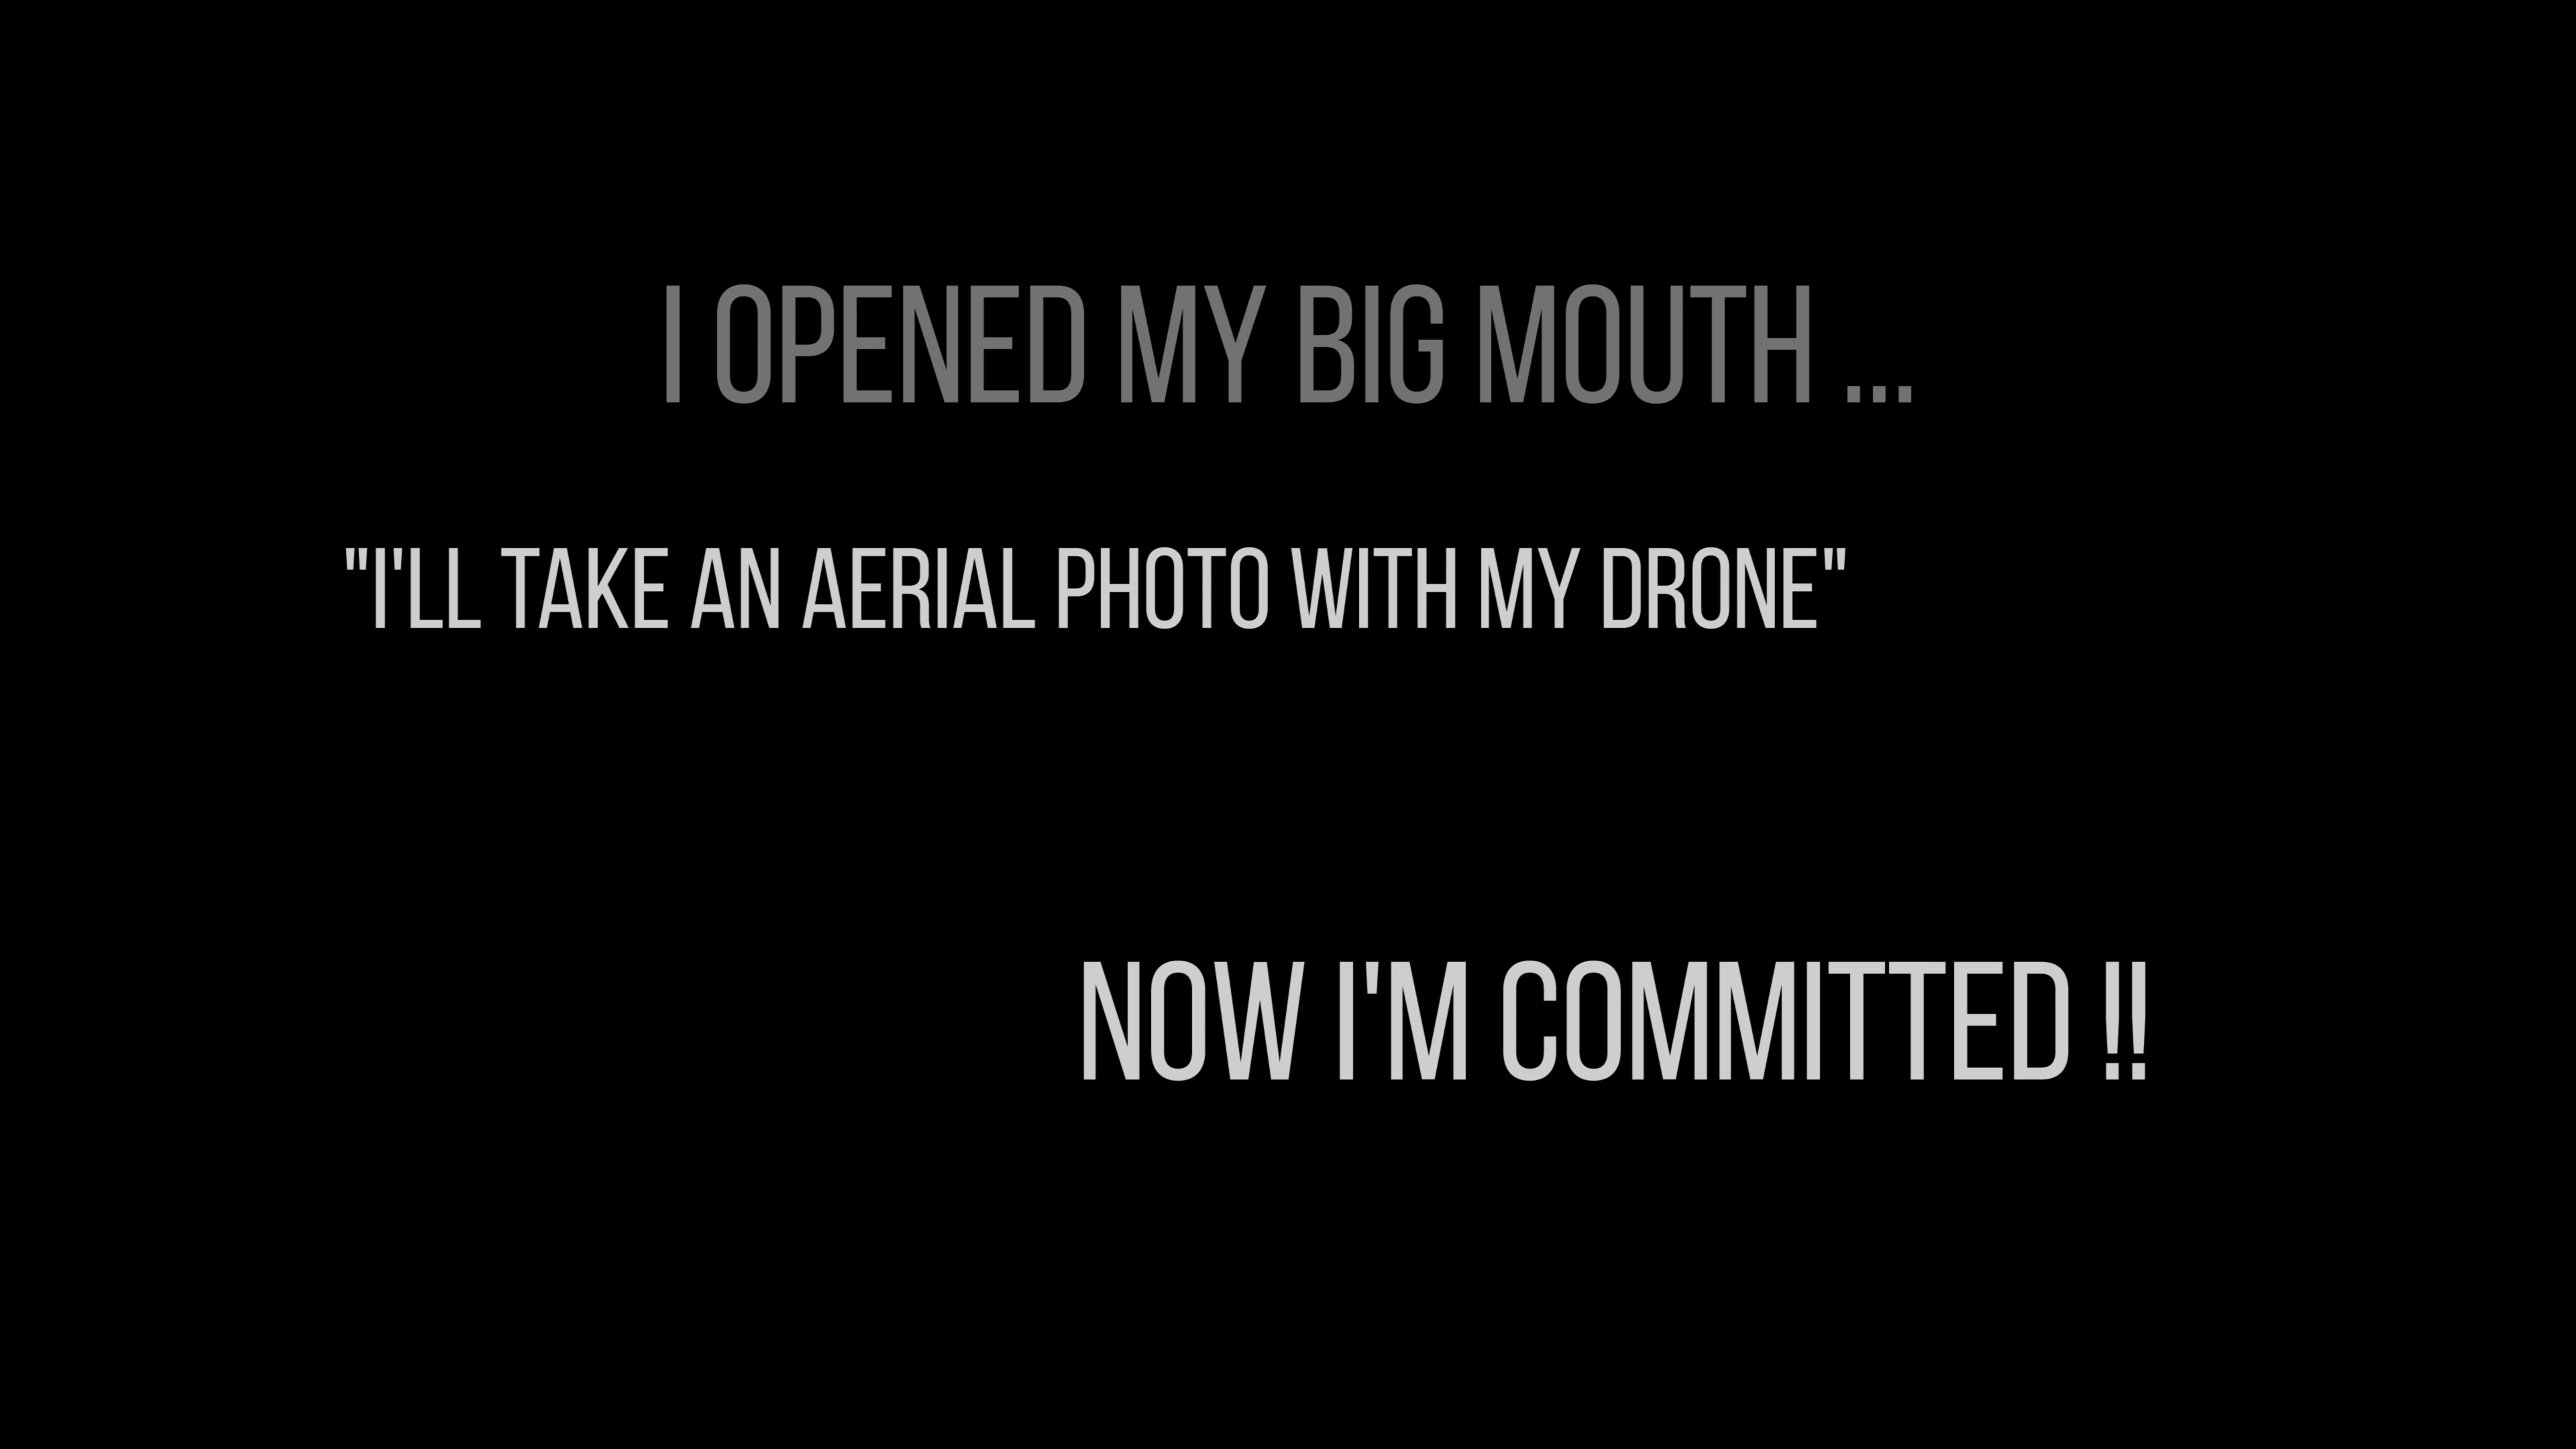 I OPENED MY BIG MOUTH ...
"I'LL TAKE AN AERIAL PHOTO WITH MY DRONE"
NOW I'M COMMITTED !!